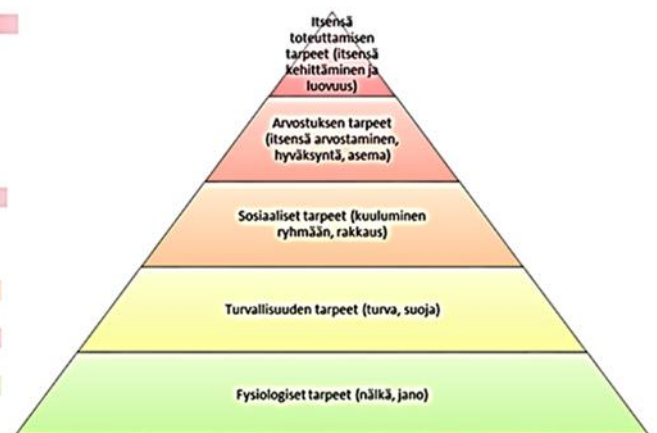 Itsensä
toteuttamisen
tarpeet (itsensä
kehittäminen ja
luovuus)
Arvostuksen tarpeet
(itsensä arvostaminen,
hyväksyntä, asema)
Sosiaaliset tarpeet (kuuluminen
ryhmään, rakkaus)
Turvallisuuden tarpeet (turva, suoja)
Fysiologiset tarpeet (nälkä, jano)